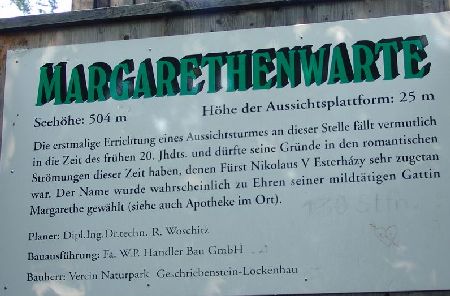 MARGARETHENWARTE
Seehöhe: 504 m Höhe der Aussichtsplattform: 25 m
Die erstmalige Errichtung eines Aussichtsturmes an dieser Stelle fällt vermutlich
in die Zeit des frühen 20. Jhdts. und dürfte seine Gründe in den romantischen
Strömungen dieser Zeit haben, denen Fürst Nikolaus V Esterházy sehr zugetan
war. Der Name wurde wahrscheinlich zu Ehren seiner mildtätigen Gattin
Margarethe gewählt (siehe auch Apotheke im Ort).
Planer: Dipl.Ing.Dr.techn. R. Woschitz
Bauausführung: Fa. W.P. Handler Bau GmbH
Bauherr: Verein Naturpark Geschriebenstein-Lockenhau